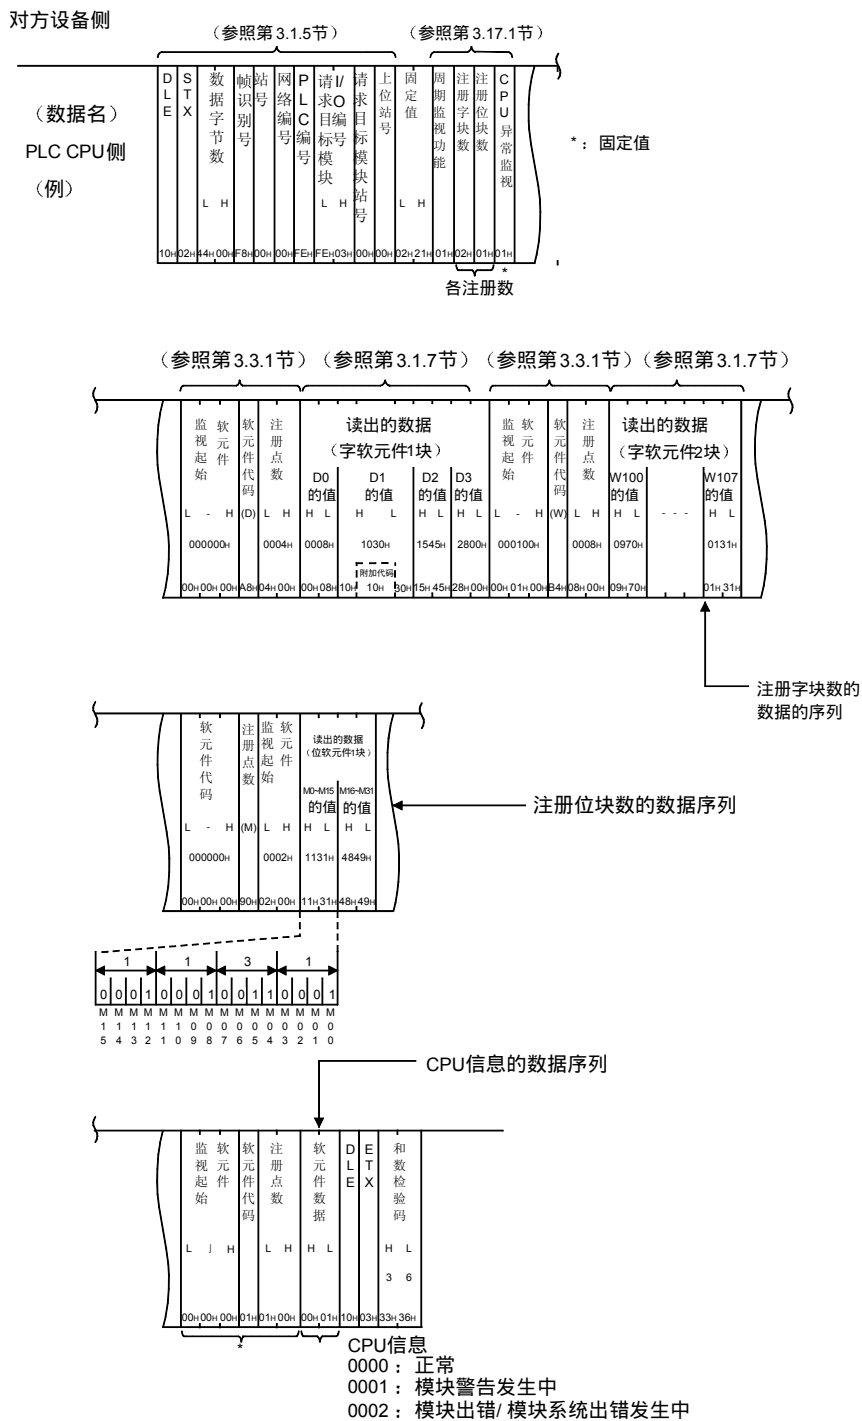 对方设备侧
（参照第3.1.5节）
（参照第3.17.1节）
（数据名）
PLC CPU侧
（例）
DLE
STX
数据字节数
帧识别号
站号
网络编号
PLC编号
请求目标模块I/O编号
请求目标模块站号
上位站号
固定值
周期监视功能
注册字块数
注册位块数
CPU异常监视
*：固定值
L H L H L H
10H 02H 44H 00H F8H 00H 00H FEH FEH 03H 00H 00H 02H 21H 01H 02H 01H 01H
*
各注册数
（参照第3.3.1节）（参照第3.1.7节）（参照第3.3.1节）（参照第3.1.7节）
监视起始软元件
软元件代码
注册点数
读出的数据
（字软元件1块）
监视起始软元件
软元件代码
注册点数
读出的数据
（字软元件2块）
D0的值
D1的值
D2的值
D3的值
W100的值
W107的值
L - H (D) L H H L H L H L H L L - H (W) L H H L - - - H L
000000H 0004H 0008H 1030H 1545H 2800H 000100H 0008H 0970H 0131H
附加代码
00H 00H 00H A8H 04H 00H 00H 08H 10H 10H 30H 15H 45H 28H 00H 00H 01H 00H B4H 08H 00H 09H 70H 01H 31H
注册字块数的
数据的序列
软元件代码
注册点数
监视起始软元件
读出的数据
（位软元件1块）
M0~M15的值
M16~M31的值
L - H (M) L H H L H L
000000H 0002H 1131H 4849H
00H 00H 00H 90H 02H 00H 11H 31H 48H 49H
注册位块数的数据序列
1 1 3 1
0 0 0 1 0 0 0 1 0 0 1 1 0 0 0 1
M15 M14 M13 M12 M11 M10 M09 M08 M07 M06 M05 M04 M03 M02 M01 M00
CPU信息的数据序列
监视起始软元件
软元件代码
注册点数
软元件数据
DLE
ETX
和数检验码
L ⌋ H L H H L H L
3 6
00H 00H 00H 01H 01H 00H 00H 01H 10H 03H 33H 36H
*
CPU信息
0000：正常
0001：模块警告发生中
0002：模块出错/模块系统出错发生中